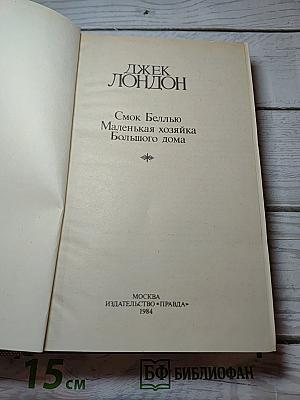 ДЖЕК
ЛОНДОН
Смок Беллью
Маленькая хозяйка
Большого дома
МОСКВА
ИЗДАТЕЛЬСТВО «ПРАВДА»
1984
15 см
БФ БИБЛИОФАН